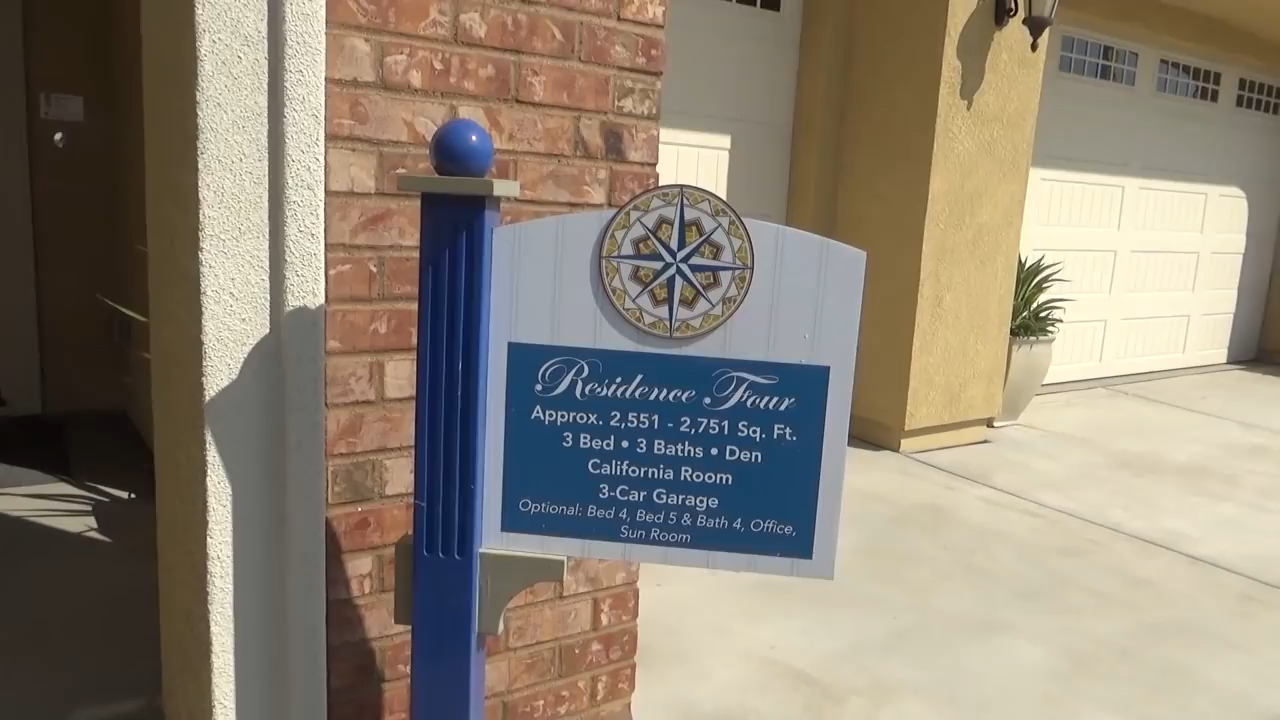 Residence Four
Approx. 2,551 - 2,751 Sq. Ft.
3 Bed • 3 Baths • Den
California Room
3-Car Garage
Optional: Bed 4, Bed 5 & Bath 4, Office,
Sun Room